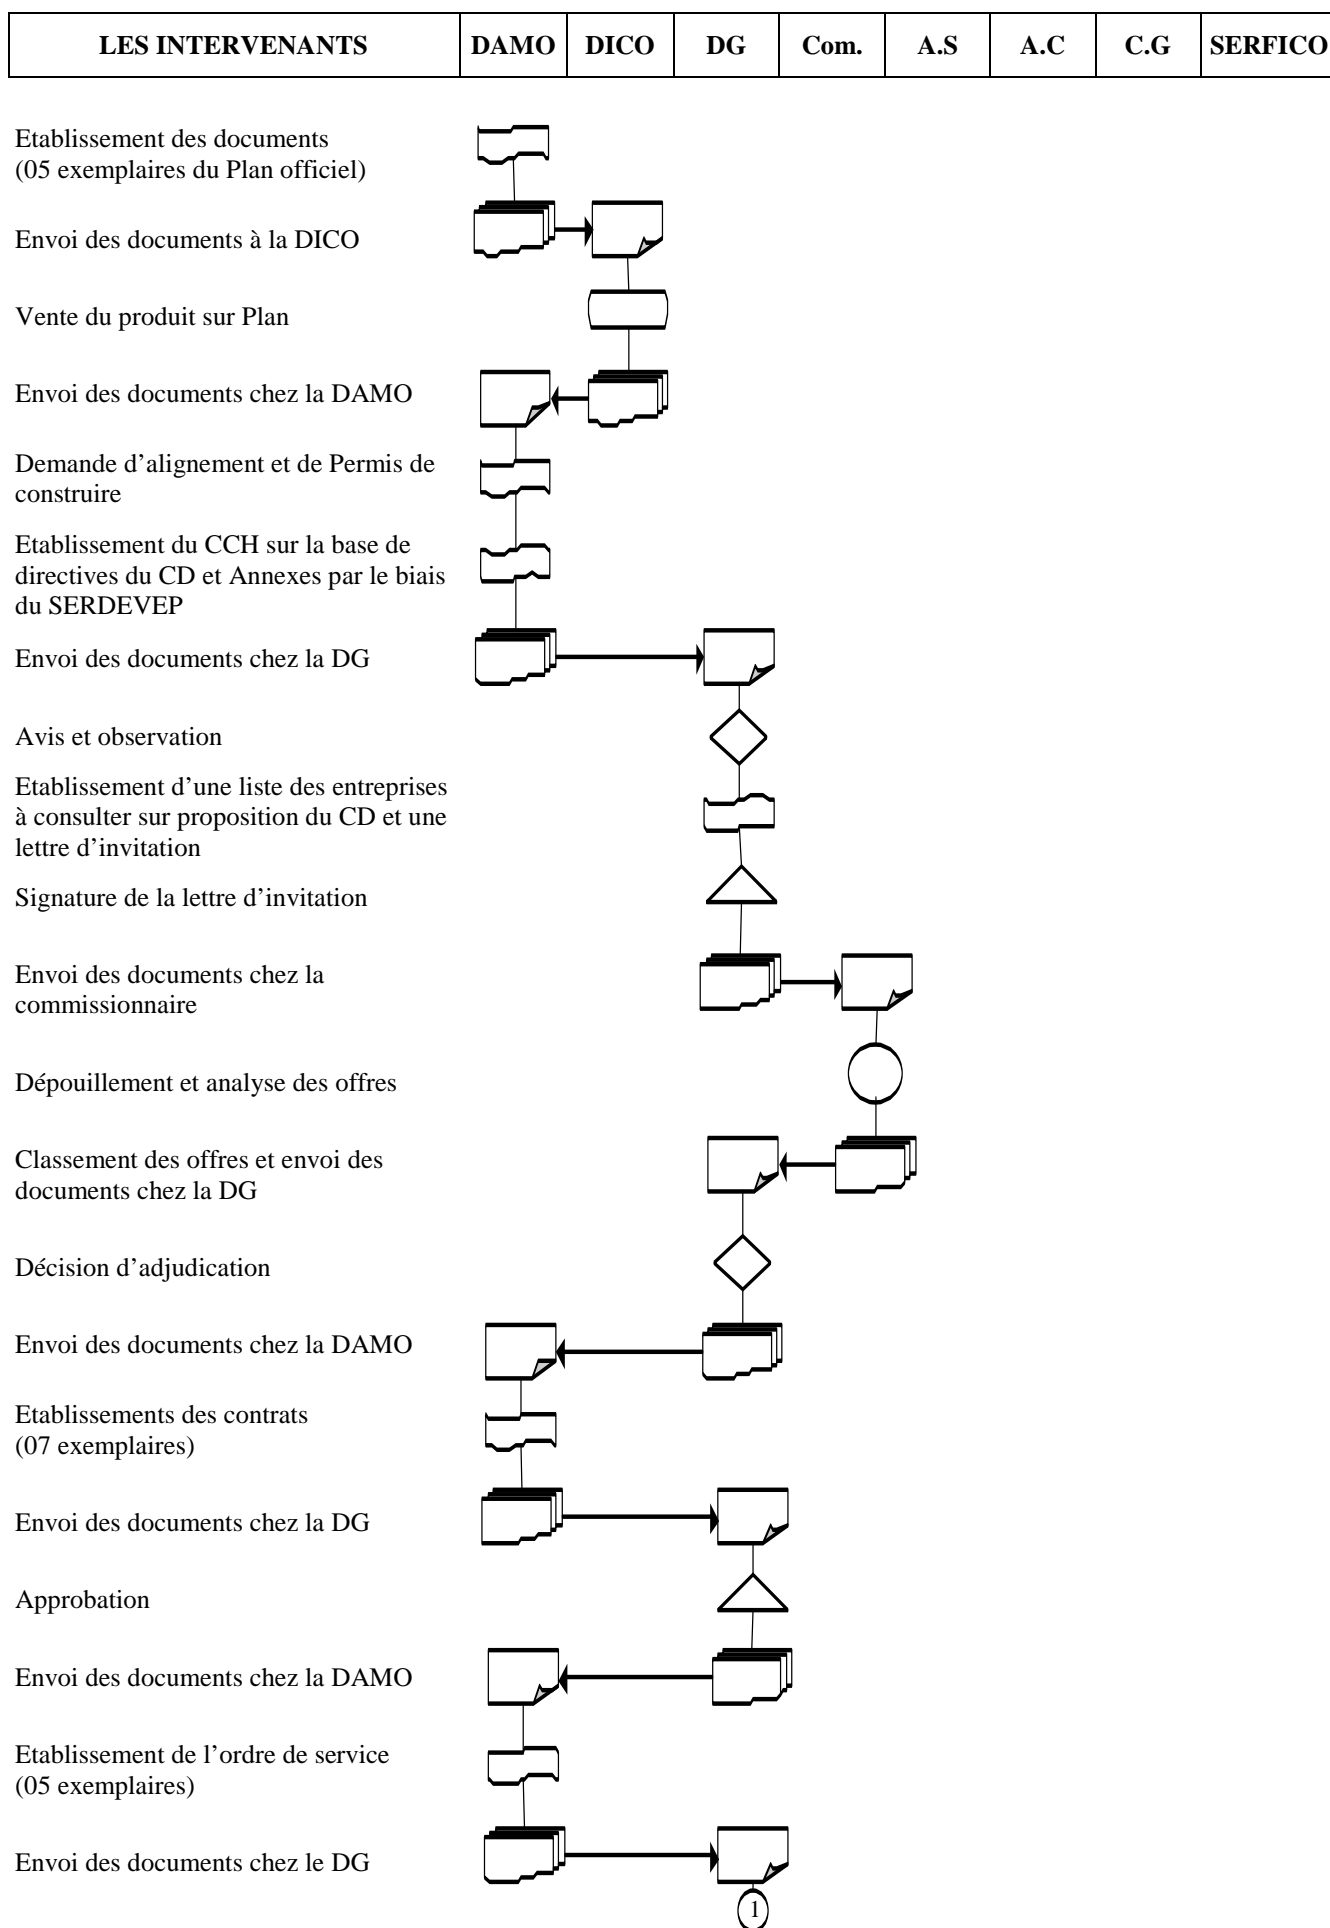 LES INTERVENANTS DAMO DICO DG Com. A.S A.C C.G SERFICO
Etablissement des documents
(05 exemplaires du Plan officiel)
Envoi des documents à la DICO
Vente du produit sur Plan
Envoi des documents chez la DAMO
Demande d’alignement et de Permis de
construire
Etablissement du CCH sur la base de
directives du CD et Annexes par le biais
du SERDEVEP
Envoi des documents chez la DG
Avis et observation
Etablissement d’une liste des entreprises
à consulter sur proposition du CD et une
lettre d’invitation
Signature de la lettre d’invitation
Envoi des documents chez la
commissionnaire
Dépouillement et analyse des offres
Classement des offres et envoi des
documents chez la DG
Décision d’adjudication
Envoi des documents chez la DAMO
Etablissements des contrats
(07 exemplaires)
Envoi des documents chez la DG
Approbation
Envoi des documents chez la DAMO
Etablissement de l’ordre de service
(05 exemplaires)
Envoi des documents chez le DG
1